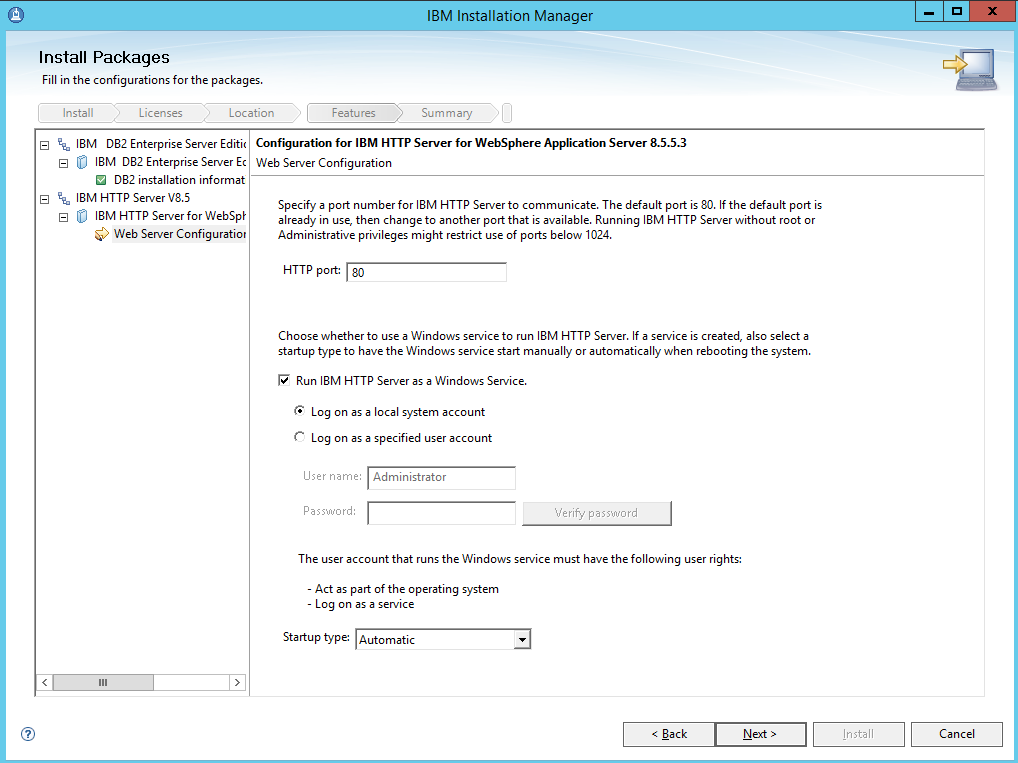 IBM Installation Manager
Install Packages
Fill in the configurations for the packages.
Install
Licenses
Location
Features
Summary
IBM DB2 Enterprise Server Editic
IBM DB2 Enterprise Server Ec
DB2 installation informat
IBM HTTP Server V8.5
IBM HTTP Server for WebSph
Web Server Configuration
Configuration for IBM HTTP Server for WebSphere Application Server 8.5.5.3
Web Server Configuration
Specify a port number for IBM HTTP Server to communicate. The default port is 80. If the default port is
already in use, then change to another port that is available. Running IBM HTTP Server without root or
Administrative privileges might restrict use of ports below 1024.
HTTP port: 80
Choose whether to use a Windows service to run IBM HTTP Server. If a service is created, also select a
startup type to have the Windows service start manually or automatically when rebooting the system.
Run IBM HTTP Server as a Windows Service.
Log on as a local system account
Log on as a specified user account
User name: Administrator
Password:
Verify password
The user account that runs the Windows service must have the following user rights:
- Act as part of the operating system
- Log on as a service
Startup type: Automatic
?
< Back
Next >
Install
Cancel